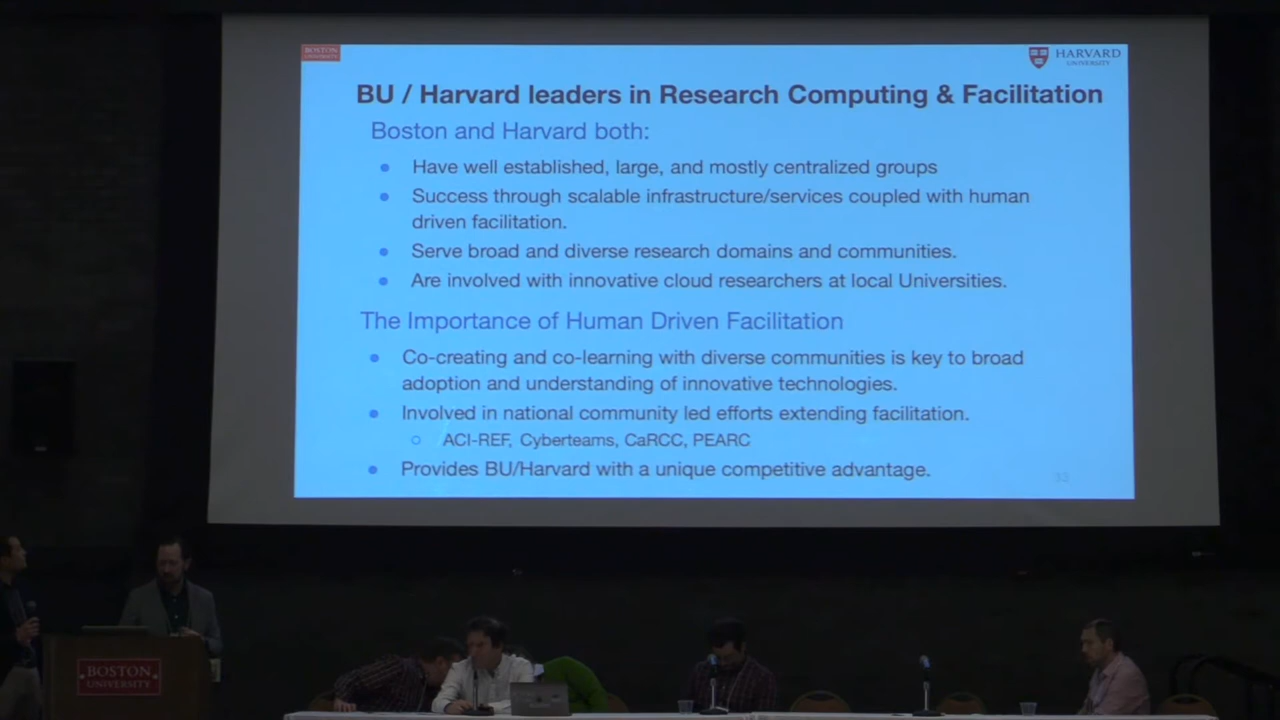 BOSTON
UNIVERSITY
HARVARD
UNIVERSITY
BU / Harvard leaders in Research Computing & Facilitation
Boston and Harvard both:
Have well established, large, and mostly centralized groups
Success through scalable infrastructure/services coupled with human
driven facilitation.
Serve broad and diverse research domains and communities.
Are involved with innovative cloud researchers at local Universities.
The Importance of Human Driven Facilitation
Co-creating and co-learning with diverse communities is key to broad
adoption and understanding of innovative technologies.
Involved in national community led efforts extending facilitation.
ACI-REF, Cyberteams, CaRCC, PEARC
Provides BU/Harvard with a unique competitive advantage.
BOSTON
UNIVERSITY